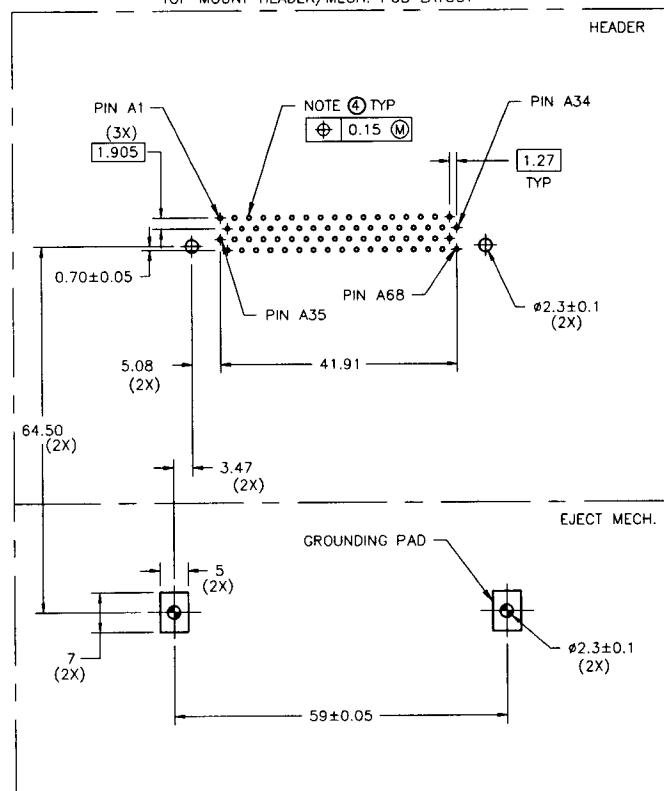 TOP MOUNT HEADER/MECH. PCB LAYOUT
HEADER
PIN A1
(3X)
1.905
NOTE 4 TYP
⌖ 0.15 Ⓜ
PIN A34
1.27
TYP
0.70±0.05
PIN A35
PIN A68
ø2.3±0.1
(2X)
5.08
(2X)
41.91
64.50
(2X)
3.47
(2X)
EJECT MECH.
GROUNDING PAD
5
(2X)
7
(2X)
ø2.3±0.1
(2X)
59±0.05